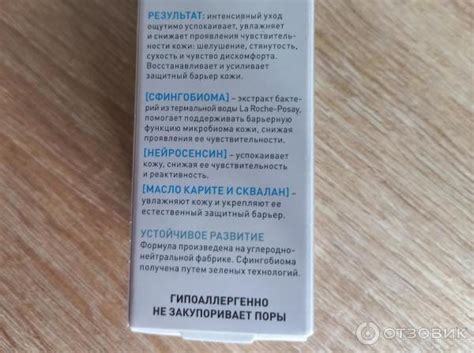 РЕЗУЛЬТАТ: интенсивный уход
ощутимо успокаивает, увлажняет
и снижает проявления чувствитель-
ности кожи: шелушение, стянутость,
сухость и чувство дискомфорта.
Восстанавливает и усиливает
защитный барьер кожи.
[СФИНГОБИОМА] – экстракт бакте-
рий из термальной воды La Roche-Posay,
помогает поддерживать барьерную
функцию микробиома кожи, снижая
проявления ее чувствительности.
[НЕЙРОСЕНСИН] – успокаивает
кожу, снижая ее чувствительность
и реактивность.
[МАСЛО КАРИТЕ И СКВАЛАН] –
увлажняют кожу и укрепляют ее
естественный защитный барьер.
УСТОЙЧИВОЕ РАЗВИТИЕ
Формула произведена на углеродно-
нейтральной фабрике. Сфингобиома
получена путем зеленых технологий.
ГИПОАЛЛЕРГЕННО
НЕ ЗАКУПОРИВАЕТ ПОРЫ
ОТЗОВИК